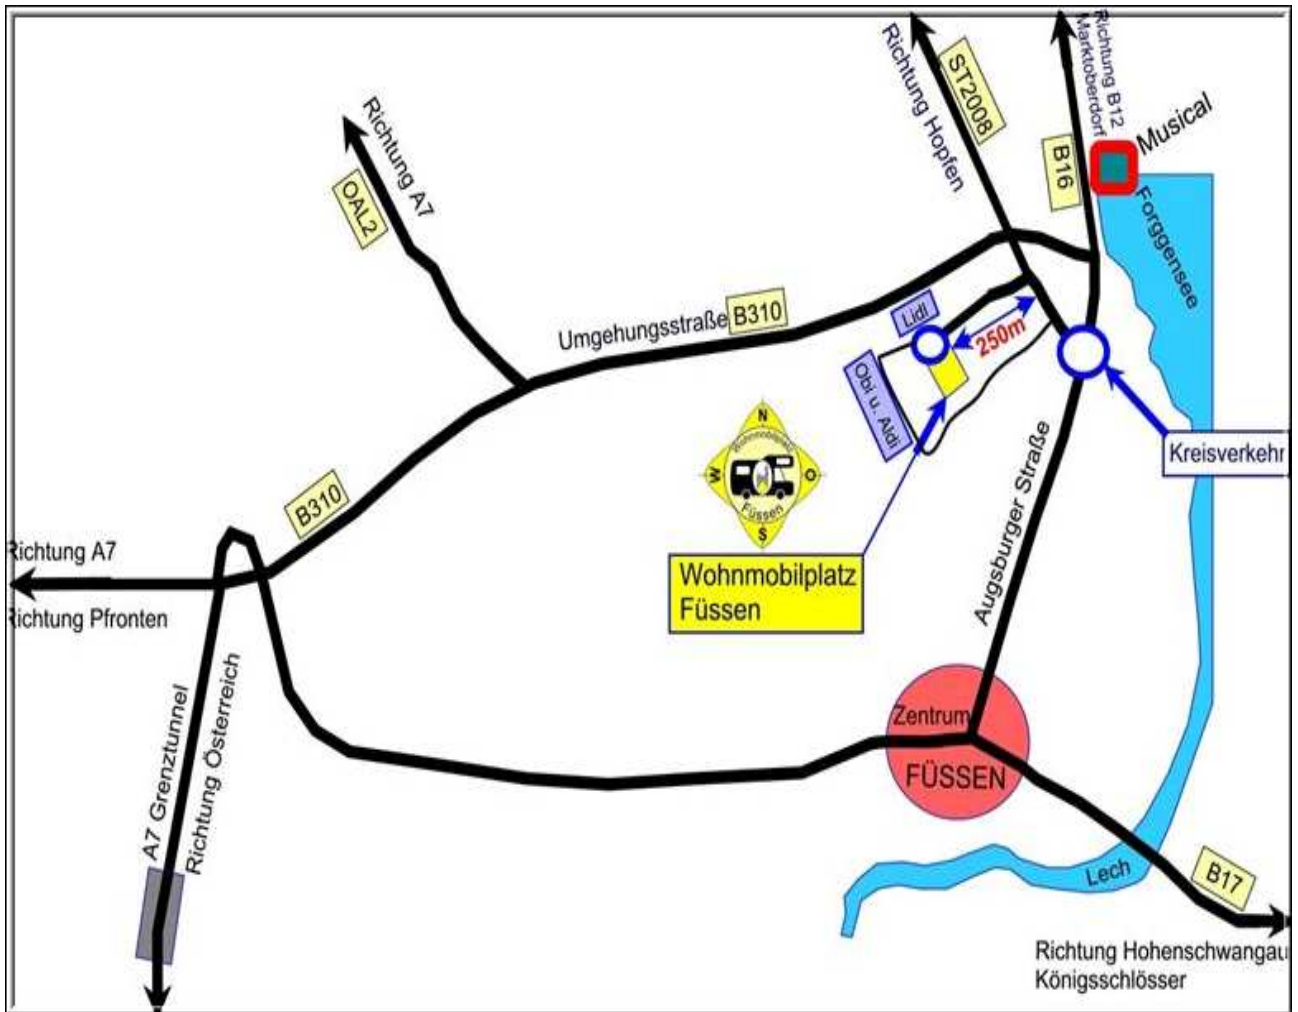 Richtung B12
Marktoberdorf
Richtung Hopfen
ST2008
B16
Musical
Forggensee
Richtung A7
OAL2
Umgehungsstraße
B310
Lidl
250m
Obi u. Aldi
Kreisverkehr
N
W
O
S
Wohnmobilplatz
Füssen
Wohnmobilplatz
Füssen
Augsburger Straße
B310
Richtung A7
Richtung Pfronten
A7 Grenztunnel
Richtung Österreich
Zentrum
FÜSSEN
Lech
B17
Richtung Hohenschwangau
Königsschlösser